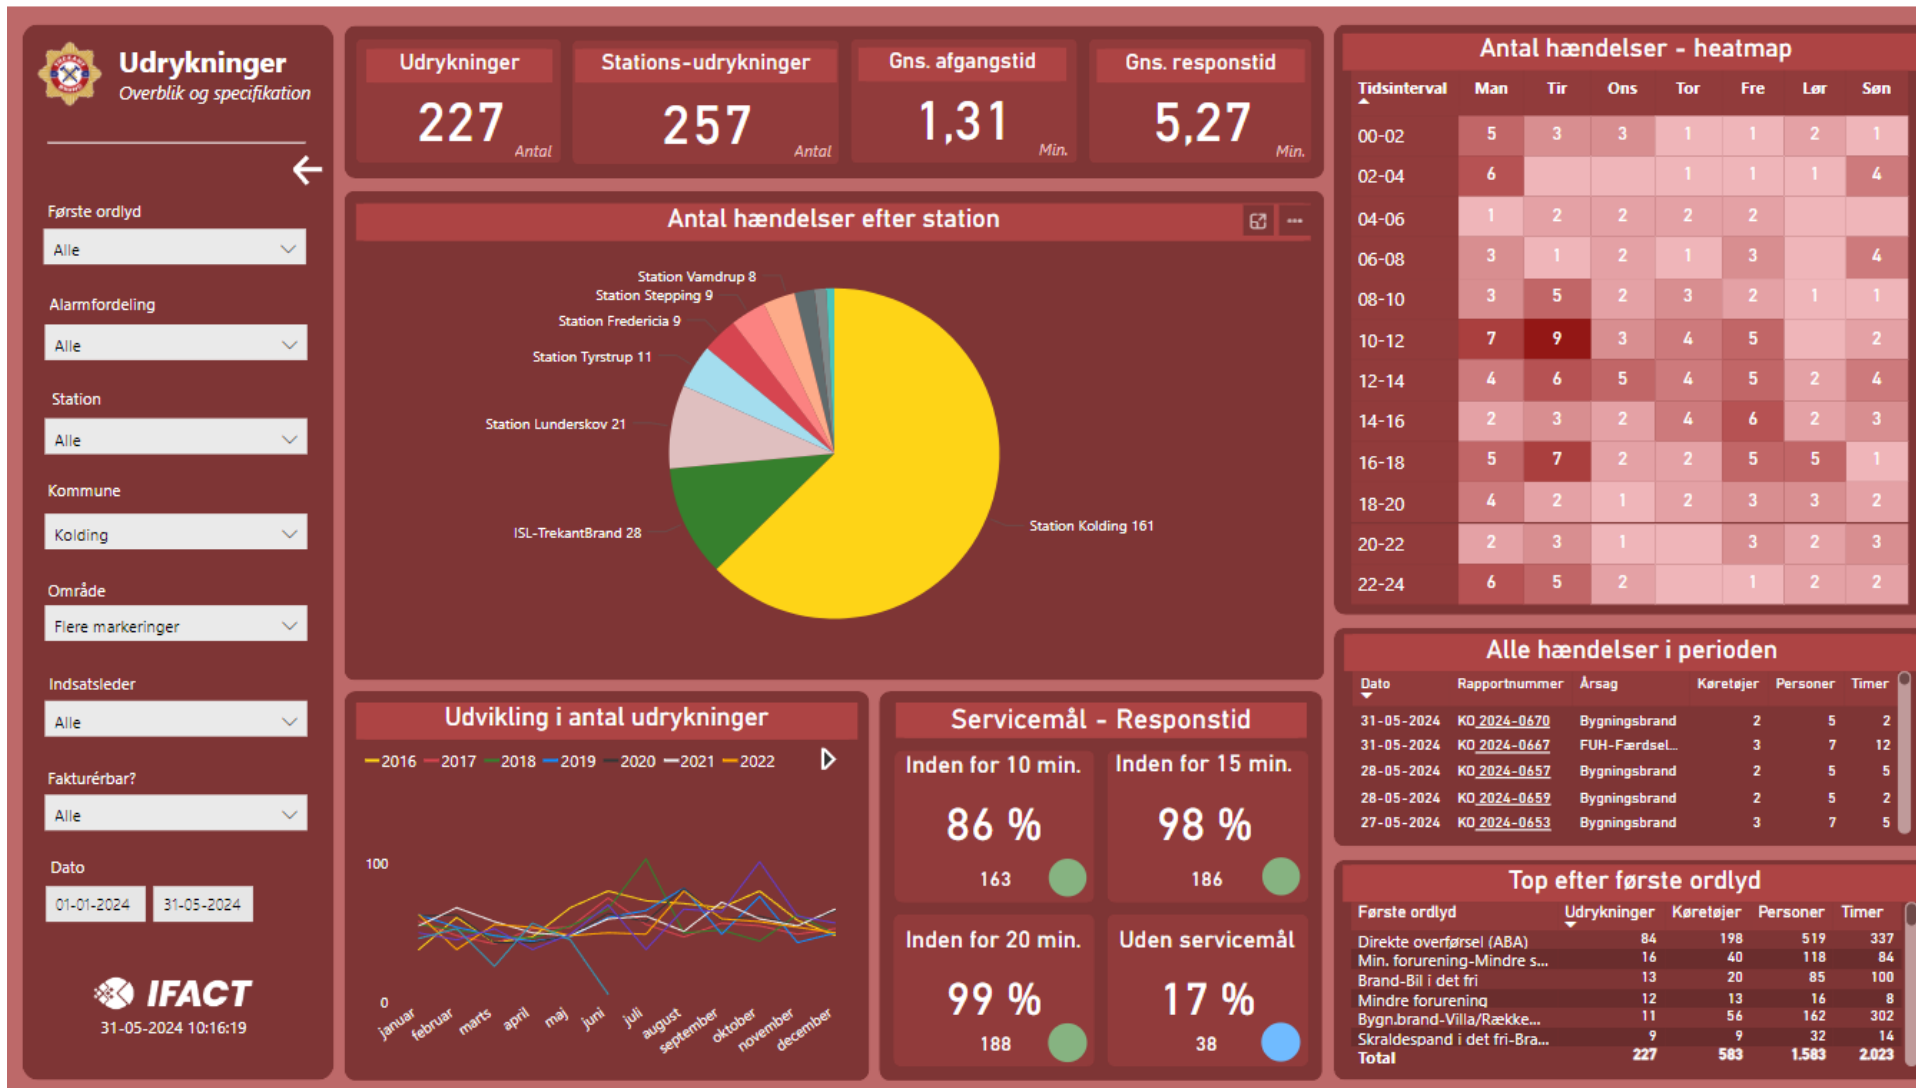 Udrykninger
Overblik og specifikation
Første ordlyd
Alle
Alarmfordeling
Alle
Station
Alle
Kommune
Kolding
Område
Flere markeringer
Indsatsleder
Alle
Fakturérbar?
Alle
Dato
01-01-2024 31-05-2024
IFACT
31-05-2024 10:16:19
Udrykninger
227
Antal
Stations-udrykninger
257
Antal
Gns. afgangstid
1,31
Min.
Gns. responstid
5,27
Min.
Antal hændelser efter station
Station Vamdrup 8
Station Stepping 9
Station Fredericia 9
Station Tyrstrup 11
Station Lunderskov 21
ISL-TrekantBrand 28
Station Kolding 161
Udvikling i antal udrykninger
2016 2017 2018 2019 2020 2021 2022
100
0
januar februar marts april maj juni juli august september oktober november december
Servicemål - Responstid
Inden for 10 min.
86 %
163
Inden for 15 min.
98 %
186
Inden for 20 min.
99 %
188
Uden servicemål
17 %
38
Antal hændelser - heatmap
Tidsinterval Man Tir Ons Tor Fre Lør Søn
00-02 5 3 3 1 1 2 1
02-04 6 1 1 1 4
04-06 1 2 2 2 2
06-08 3 1 2 1 3 4
08-10 3 5 2 3 2 1 1
10-12 7 9 3 4 5 2
12-14 4 6 5 4 5 2 4
14-16 2 3 2 4 6 2 3
16-18 5 7 2 2 5 5 1
18-20 4 2 1 2 3 3 2
20-22 2 3 1 3 2 3
22-24 6 5 2 1 2 2
Alle hændelser i perioden
Dato Rapportnummer Årsag Køretøjer Personer Timer
31-05-2024 KO 2024-0670 Bygningsbrand 2 5 2
31-05-2024 KO 2024-0667 FUH-Færdsel... 3 7 12
28-05-2024 KO 2024-0657 Bygningsbrand 2 5 5
28-05-2024 KO 2024-0659 Bygningsbrand 2 5 2
27-05-2024 KO 2024-0653 Bygningsbrand 3 7 5
Top efter første ordlyd
Første ordlyd Udrykninger Køretøjer Personer Timer
Direkte overførsel (ABA) 84 198 519 337
Min. forurening-Mindre s... 16 40 118 84
Brand-Bil i det fri 13 20 85 100
Mindre forurening 12 13 16 8
Bygn.brand-Villa/Række... 11 56 162 302
Skraldespand i det fri-Bra... 9 9 32 14
Total 227 583 1.583 2.023